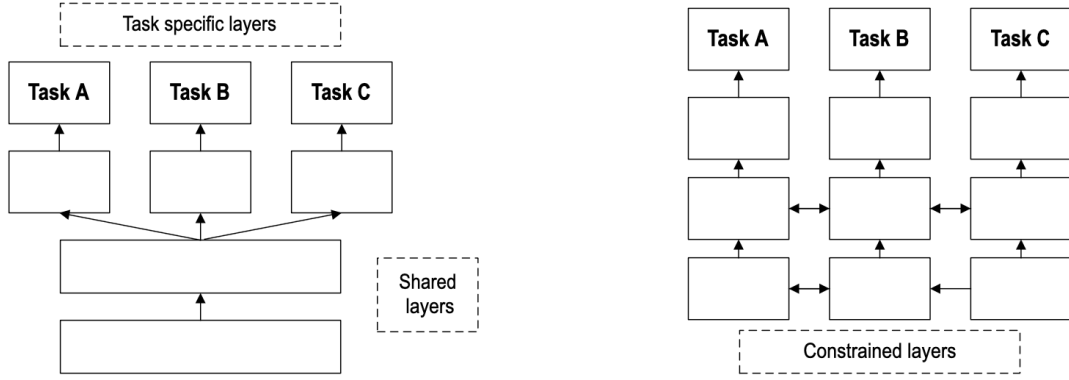 Task specific layers
Task A
Task B
Task C
Shared
layers
Task A
Task B
Task C
Constrained layers